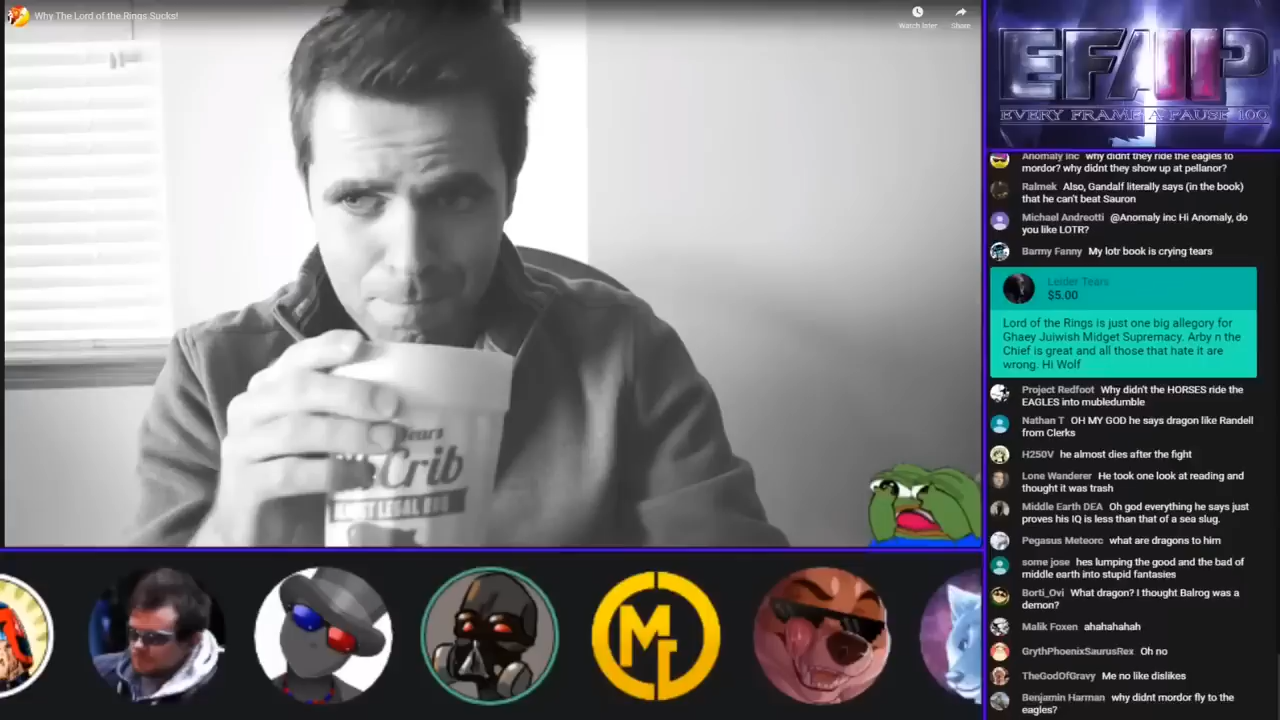 Why The Lord of the Rings Sucks!
Watch later
Share
Years
Crib
LEGAL
M
EFAP
EVERY FRAME A PAUSE 100
Anomaly inc why didnt they ride the eagles to
mordor? why didnt they show up at pellanor?
Ralmek Also, Gandalf literally says (in the book)
that he can't beat Sauron
Michael Andreotti @Anomaly inc Hi Anomaly, do
you like LOTR?
Barmy Fanny My lotr book is crying tears
Leider Tears
$5.00
Lord of the Rings is just one big allegory for
Ghaey Juiwish Midget Supremacy. Arby n the
Chief is great and all those that hate it are
wrong. Hi Wolf
Project Redfoot Why didn't the HORSES ride the
EAGLES into mubledumble
Nathan T OH MY GOD he says dragon like Randell
from Clerks
H250V he almost dies after the fight
Lone Wanderer He took one look at reading and
thought it was trash
Middle Earth DEA Oh god everything he says just
proves his IQ is less than that of a sea slug.
Pegasus Meteorc what are dragons to him
some jose hes lumping the good and the bad of
middle earth into stupid fantasies
Borti_Ovi What dragon? I thought Balrog was a
demon?
Malik Foxen ahahahahah
GrythPhoenixSaurusRex Oh no
TheGodOfGravy Me no like dislikes
Benjamin Harman why didnt mordor fly to the
eagles?